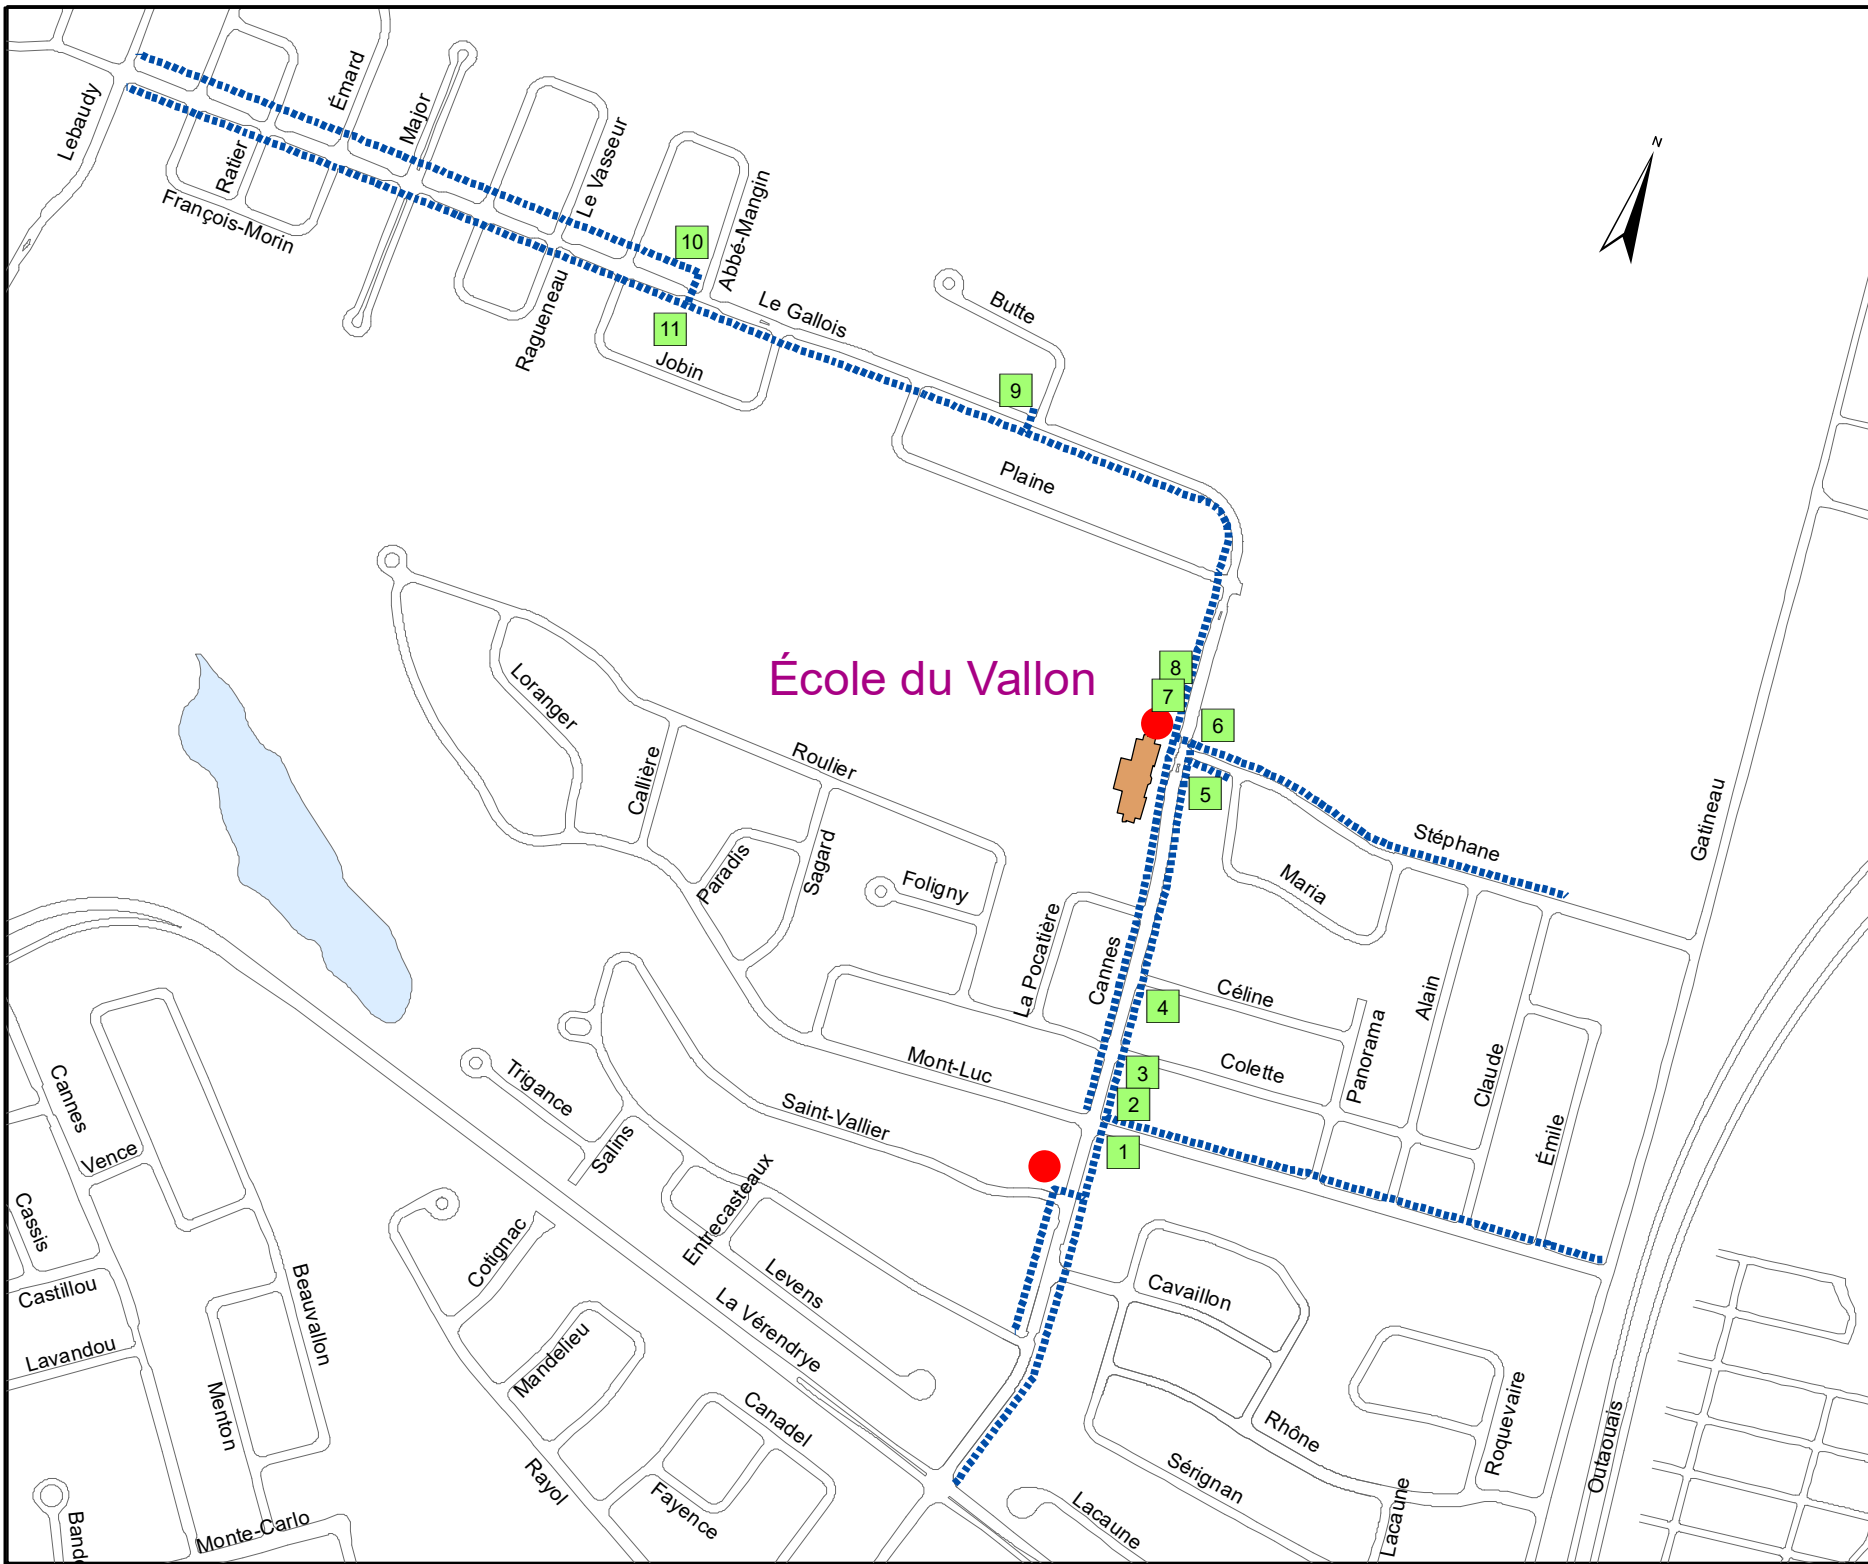 N
Lebaudy
Ratier
Émard
Major
François-Morin
Le Vasseur
Ragueneau
Abbé-Mangin
10
11
Jobin
Le Gallois
Butte
9
Plaine
École du Vallon
8
7
6
5
Loranger
Callière
Roulier
Paradis
Sagard
Foligny
La Pocatière
Cannes
Stéphane
Maria
Gatineau
Céline
4
Alain
Panorama
Colette
Claude
Émile
3
2
1
Mont-Luc
Saint-Vallier
Trigance
Salins
Entrecasteaux
Cannes
Vence
Cassis
Castillou
Lavandou
Beauvallon
Menton
Cotignac
Mandelieu
Levens
La Vérendrye
Canadel
Rayol
Fayence
Monte-Carlo
Band
Cavaillon
Rhône
Sérignan
Lacaune
Lacaune
Roquevaire
Outaouais